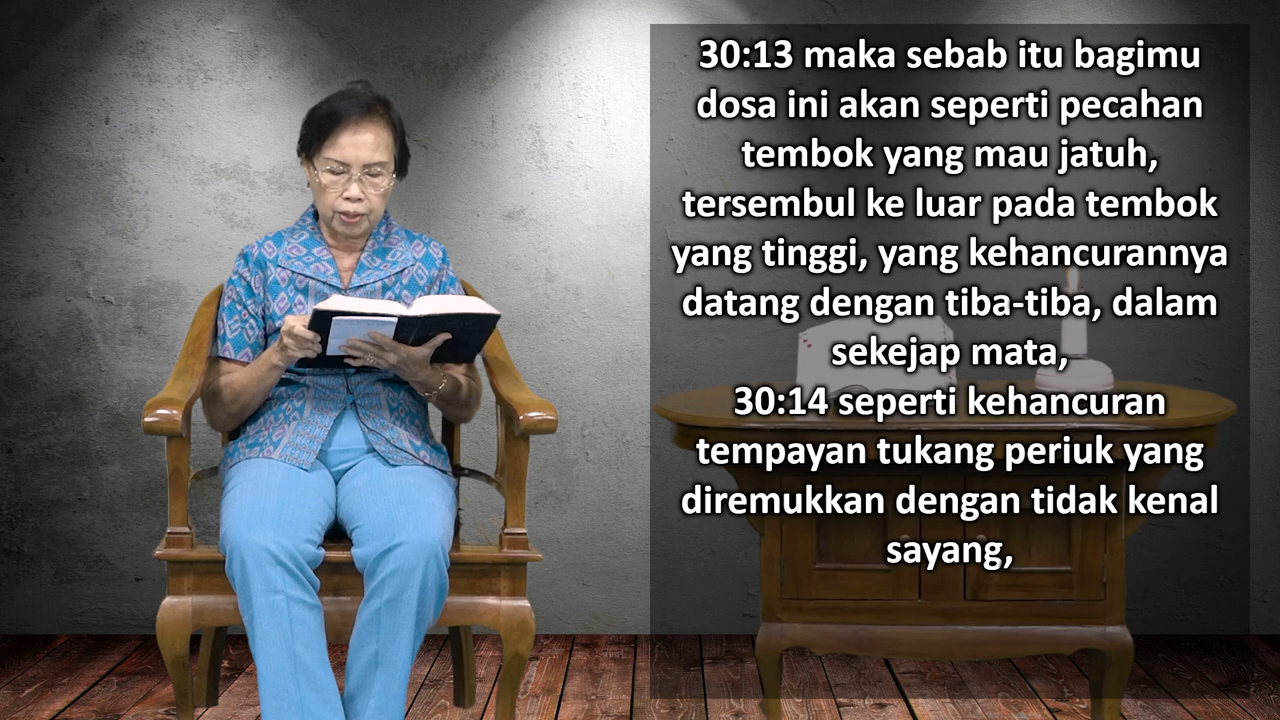 30:13 maka sebab itu bagimu
dosa ini akan seperti pecahan
tembok yang mau jatuh,
tersembul ke luar pada tembok
yang tinggi, yang kehancurannya
datang dengan tiba-tiba, dalam
sekejap mata,
30:14 seperti kehancuran
tempayan tukang periuk yang
diremukkan dengan tidak kenal
sayang,